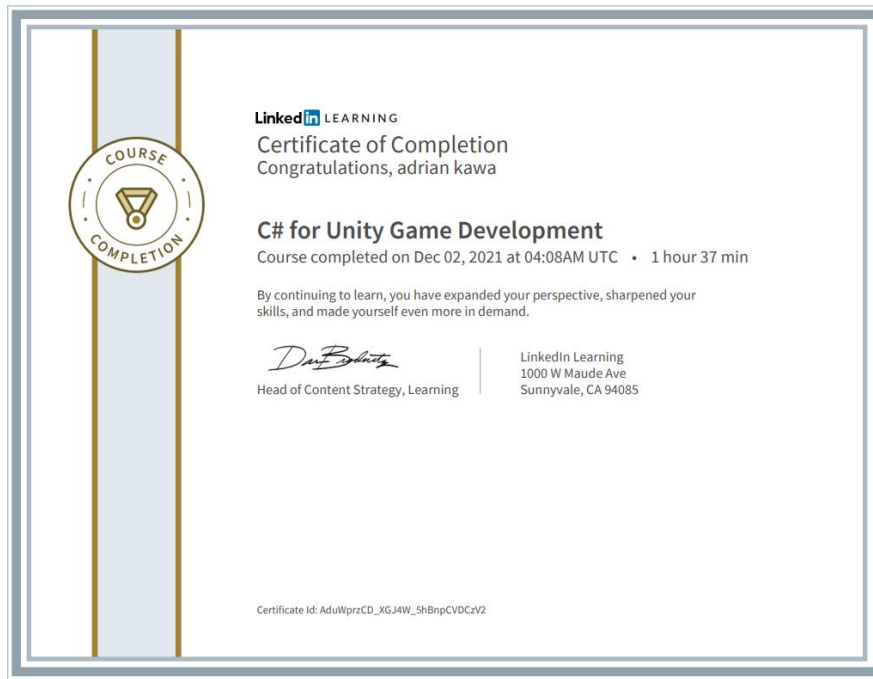 COURSE
COMPLETION
Linked in LEARNING
Certificate of Completion
Congratulations, adrian kawa
C# for Unity Game Development
Course completed on Dec 02, 2021 at 04:08AM UTC • 1 hour 37 min
By continuing to learn, you have expanded your perspective, sharpened your
skills, and made yourself even more in demand.
Head of Content Strategy, Learning
LinkedIn Learning
1000 W Maude Ave
Sunnyvale, CA 94085
Certificate Id: AduWprzCD_XGJ4W_5hBnpCVDCzV2